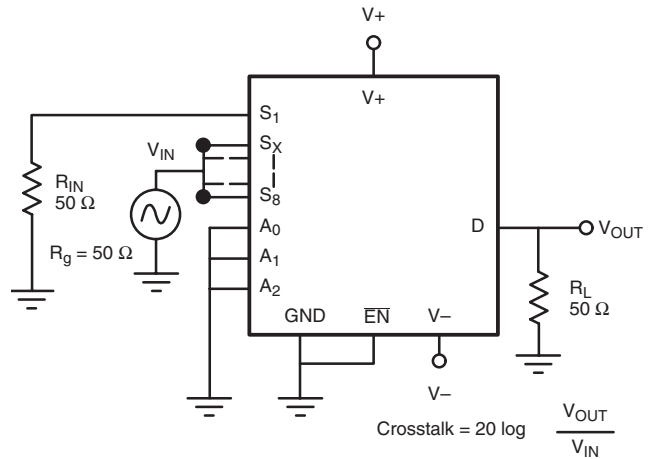 V+
V+
S1
VIN
SX
RIN
50 Ω
S8
Rg = 50 Ω
A0
D
VOUT
A1
A2
RL
50 Ω
GND
EN
V–
V–
Crosstalk = 20 log VOUT
VIN